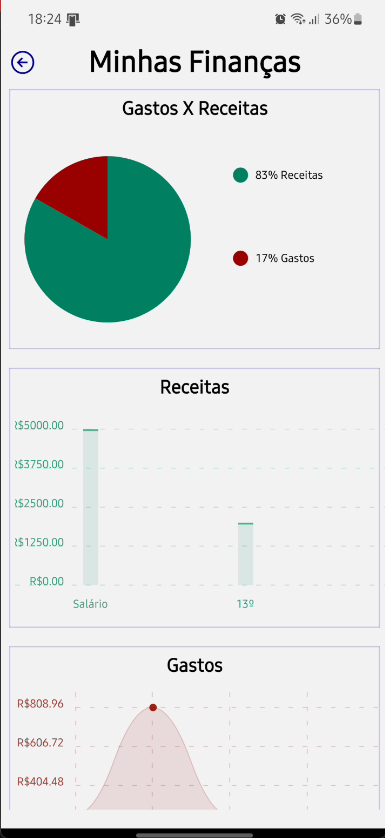 18:24
36%
Minhas Finanças
Gastos X Receitas
83% Receitas
17% Gastos
Receitas
R$5000.00
R$3750.00
R$2500.00
R$1250.00
R$0.00
Salário 13º
Gastos
R$808.96
R$606.72
R$404.48